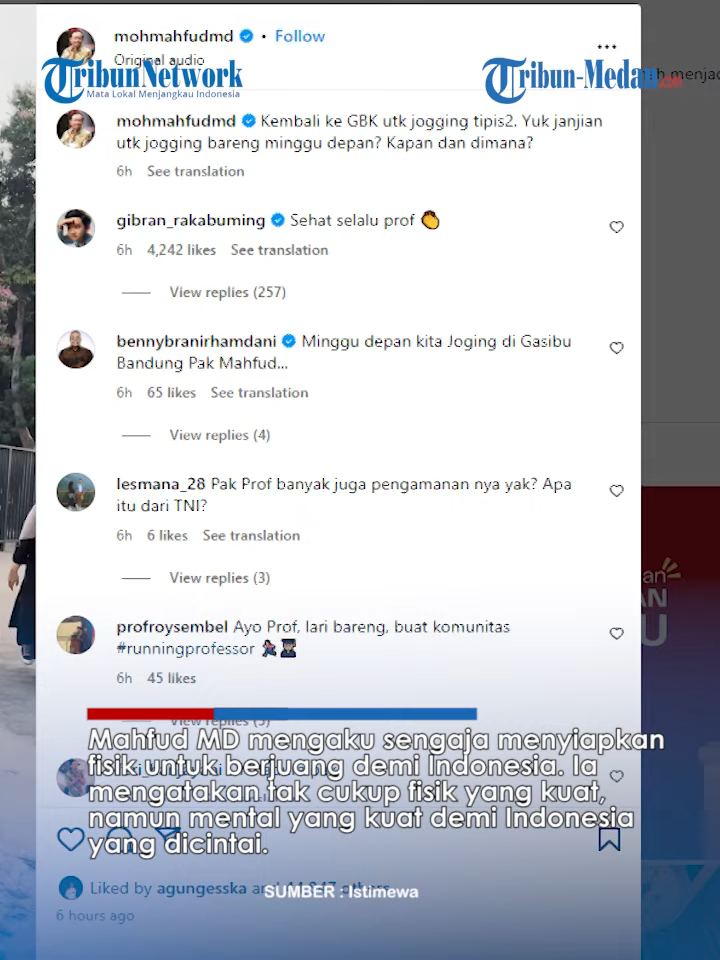 mohmahfudmd • Follow
Original audio
TribunNetwork
Mata Lokal Menjangkau Indonesia
Tribun-Medan.com
menjad
mohmahfudmd Kembali ke GBK utk jogging tipis2. Yuk janjian
utk jogging bareng minggu depan? Kapan dan dimana?
6h See translation
gibran_rakabuming Sehat selalu prof 👏
6h 4,242 likes See translation
View replies (257)
bennybranirhamdani Minggu depan kita Joging di Gasibu
Bandung Pak Mahfud...
6h 65 likes See translation
View replies (4)
lesmana_28 Pak Prof banyak juga pengamanan nya yak? Apa
itu dari TNI?
6h 6 likes See translation
View replies (3)
profroysembel Ayo Prof, lari bareng, buat komunitas
#runningprofessor 🏃👨‍🎓
6h 45 likes
View replies
Mahfud MD mengaku sengaja menyiapkan
fisik untuk berjuang demi Indonesia. Ia
mengatakan tak cukup fisik yang kuat,
namun mental yang kuat demi Indonesia
yang dicintai.
Liked by agungesska and others
SUMBER : Istimewa
6 hours ago